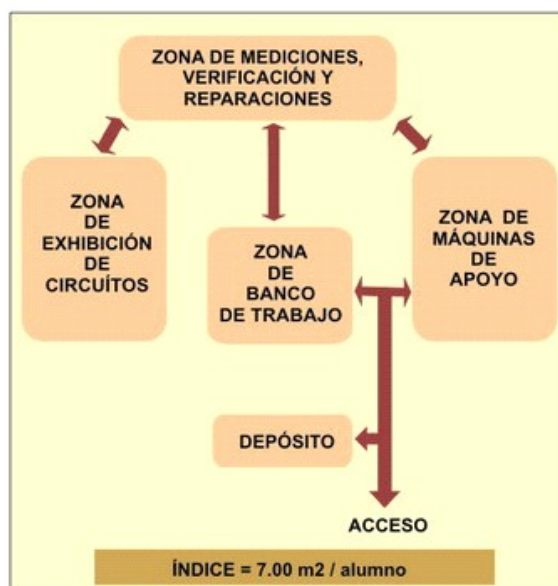 ZONA DE MEDICIONES,
VERIFICACIÓN Y
REPARACIONES
ZONA
DE
EXHIBICIÓN
DE
CIRCUÍTOS
ZONA
DE
BANCO
DE TRABAJO
ZONA DE
MÁQUINAS
DE
APOYO
DEPÓSITO
ACCESO
ÍNDICE = 7.00 m2 / alumno